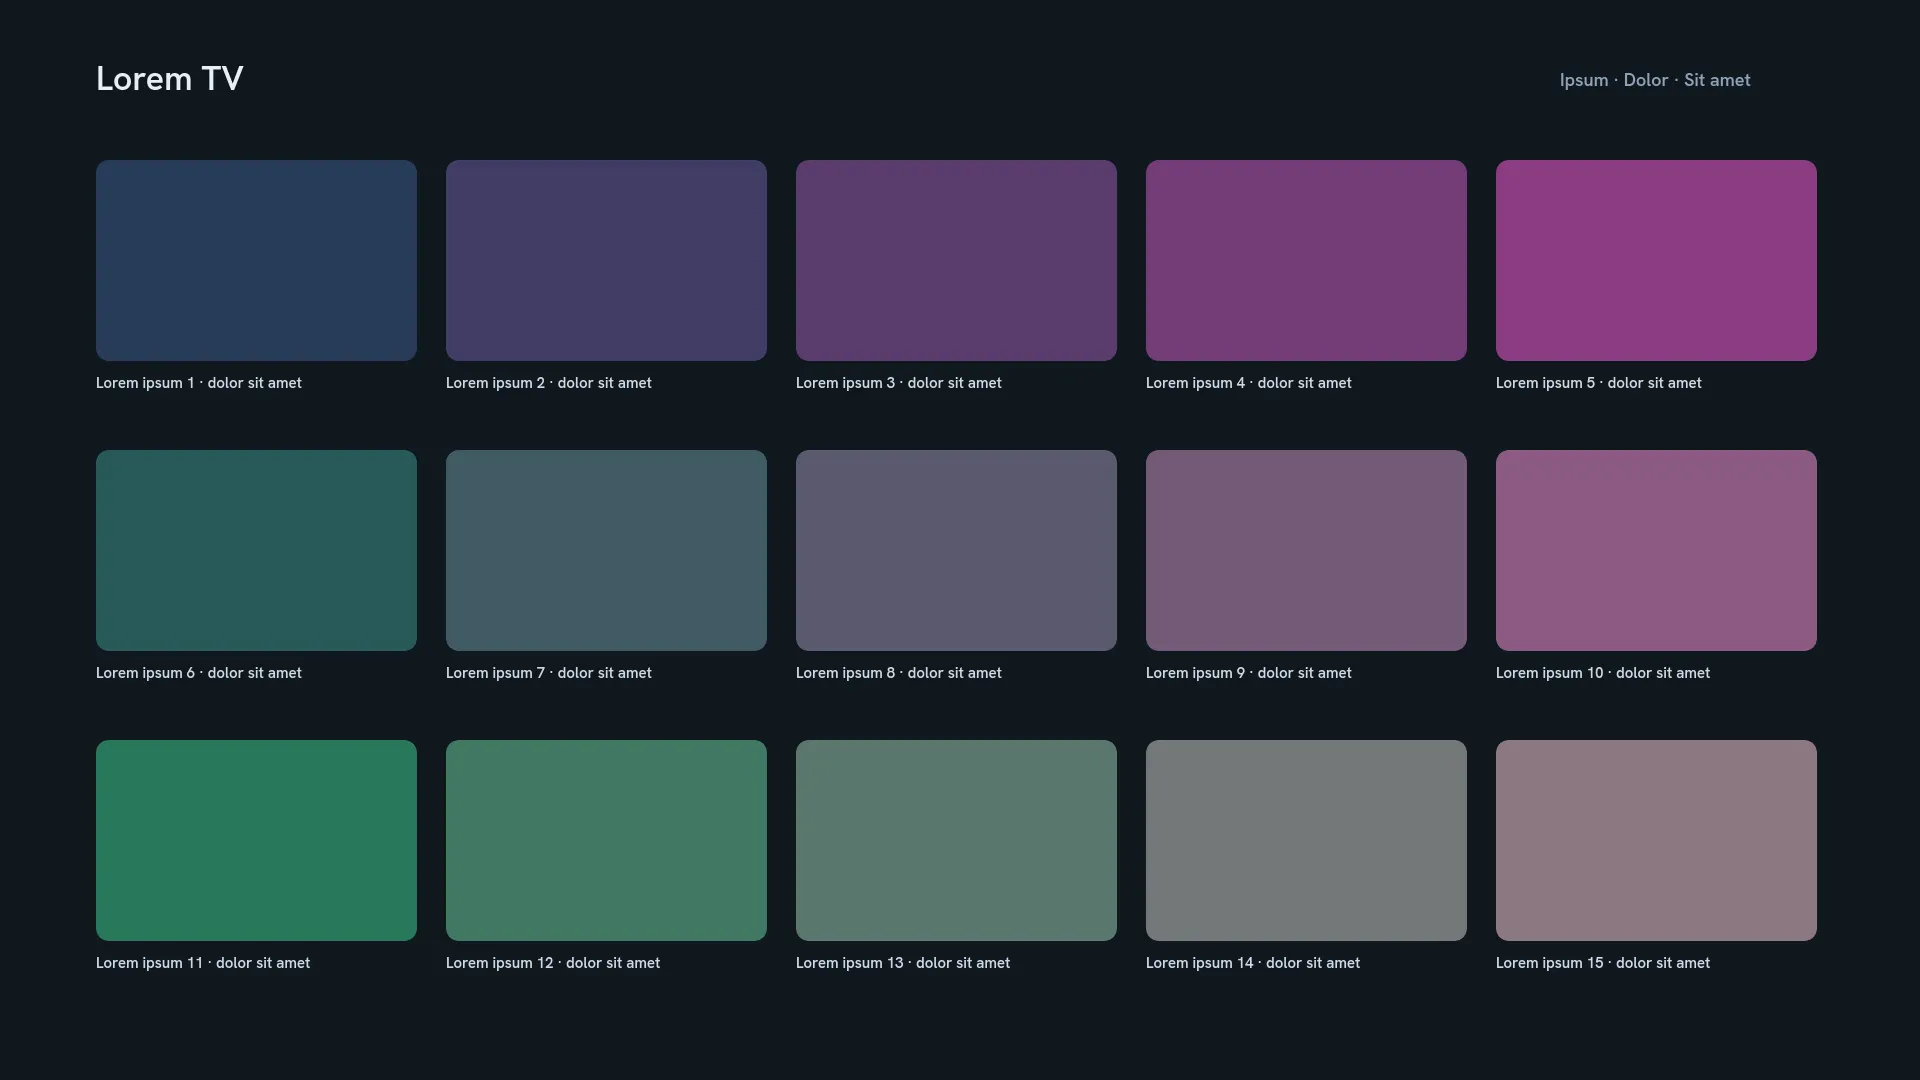 Lorem TV
Ipsum · Dolor · Sit amet
Lorem ipsum 1 · dolor sit amet
Lorem ipsum 2 · dolor sit amet
Lorem ipsum 3 · dolor sit amet
Lorem ipsum 4 · dolor sit amet
Lorem ipsum 5 · dolor sit amet
Lorem ipsum 6 · dolor sit amet
Lorem ipsum 7 · dolor sit amet
Lorem ipsum 8 · dolor sit amet
Lorem ipsum 9 · dolor sit amet
Lorem ipsum 10 · dolor sit amet
Lorem ipsum 11 · dolor sit amet
Lorem ipsum 12 · dolor sit amet
Lorem ipsum 13 · dolor sit amet
Lorem ipsum 14 · dolor sit amet
Lorem ipsum 15 · dolor sit amet